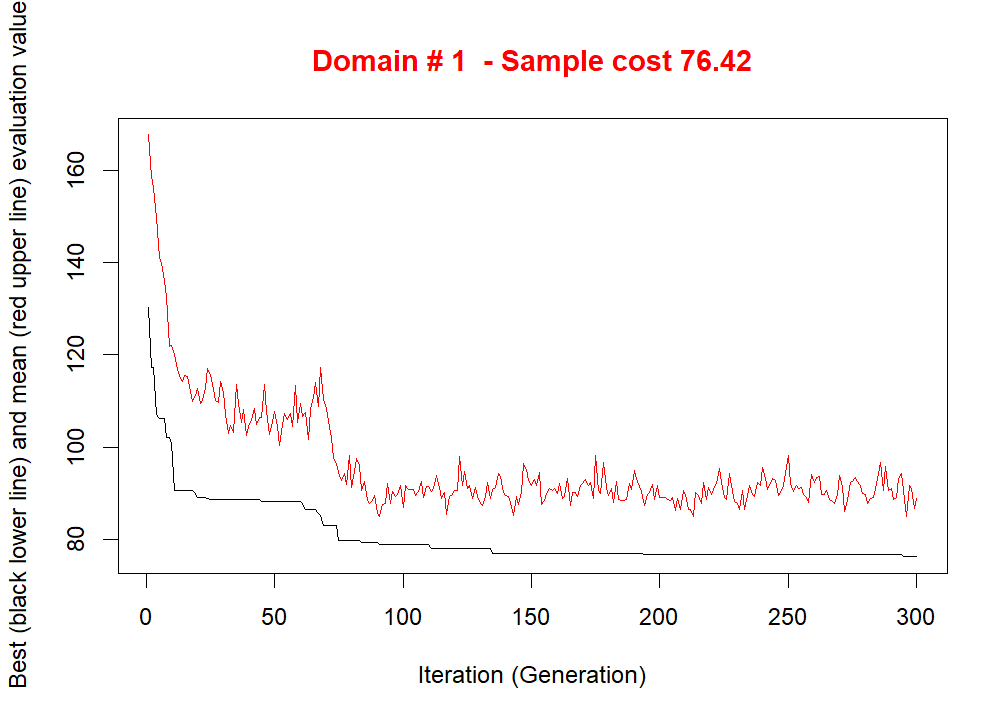 Domain # 1  - Sample cost 76.42
Best (black lower line) and mean (red upper line) evaluation value
160
140
120
100
80
0 50 100 150 200 250 300
Iteration (Generation)